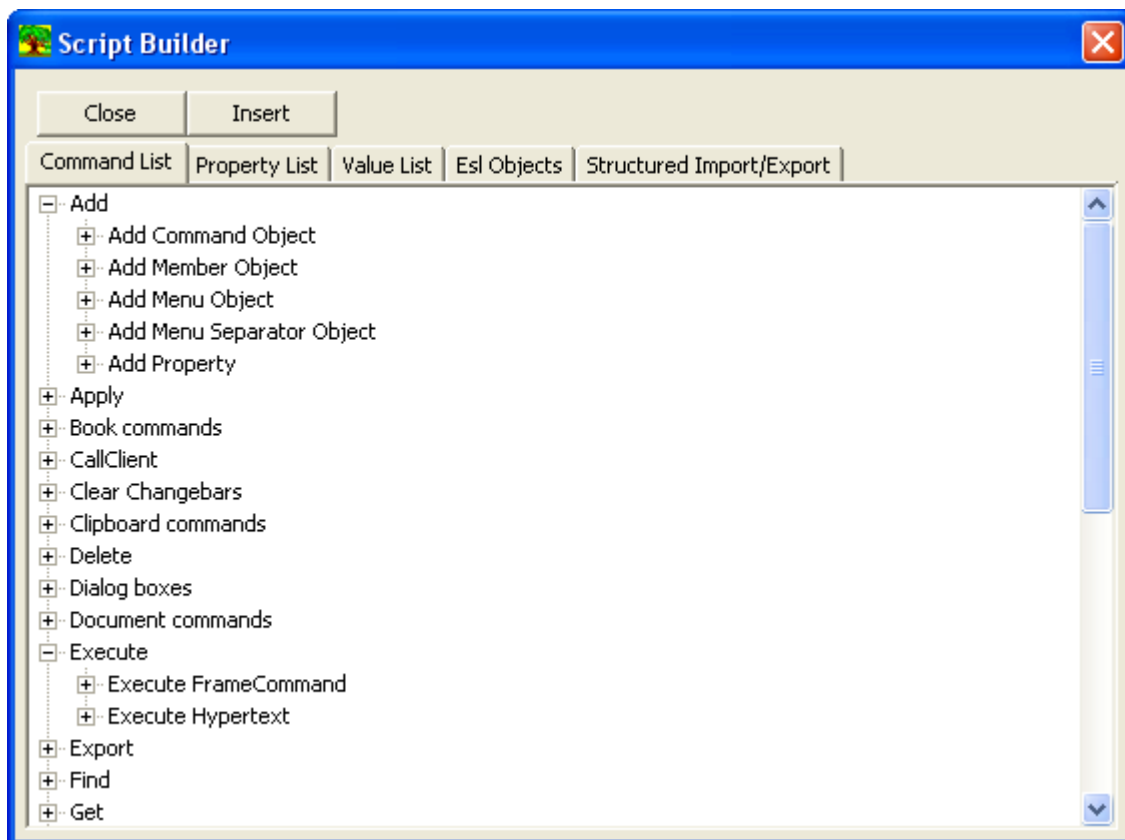 Script Builder
Close Insert
Command List Property List Value List Esl Objects Structured Import/Export
Add
Add Command Object
Add Member Object
Add Menu Object
Add Menu Separator Object
Add Property
Apply
Book commands
CallClient
Clear Changebars
Clipboard commands
Delete
Dialog boxes
Document commands
Execute
Execute FrameCommand
Execute Hypertext
Export
Find
Get